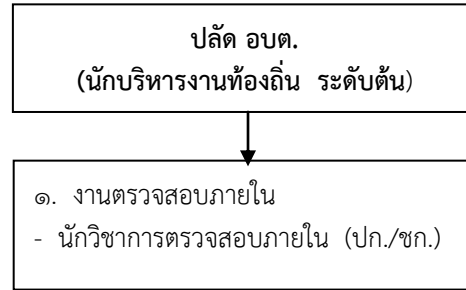 ปลัด อบต.
(นักบริหารงานท้องถิ่น ระดับต้น)
๑. งานตรวจสอบภายใน
- นักวิชาการตรวจสอบภายใน (ปก./ชก.)